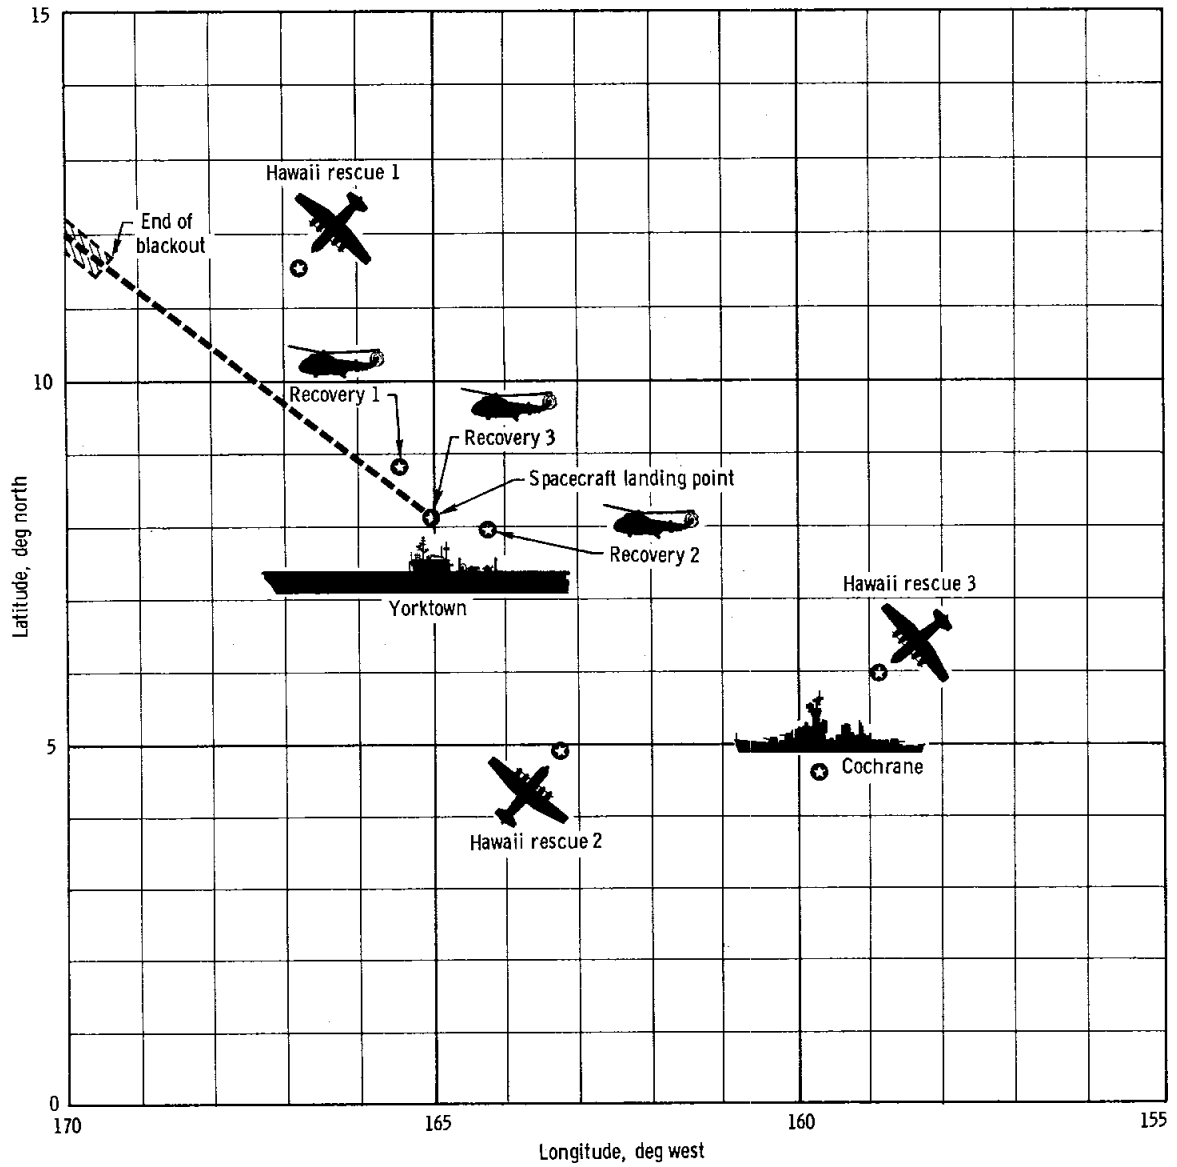 15
Hawaii rescue 1
End of
blackout
10
Recovery 1
Recovery 3
Spacecraft landing point
Recovery 2
Yorktown
Hawaii rescue 3
5
Cochrane
Hawaii rescue 2
0
170
165
160
155
Latitude, deg north
Longitude, deg west